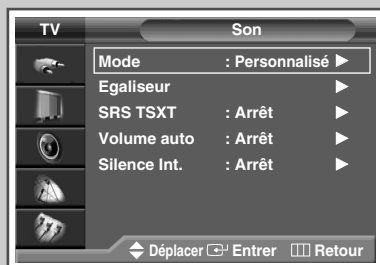 TV Son
Mode : Personnalisé
Egaliseur
SRS TSXT : Arrêt
Volume auto : Arrêt
Silence Int. : Arrêt
Déplacer Entrer Retour